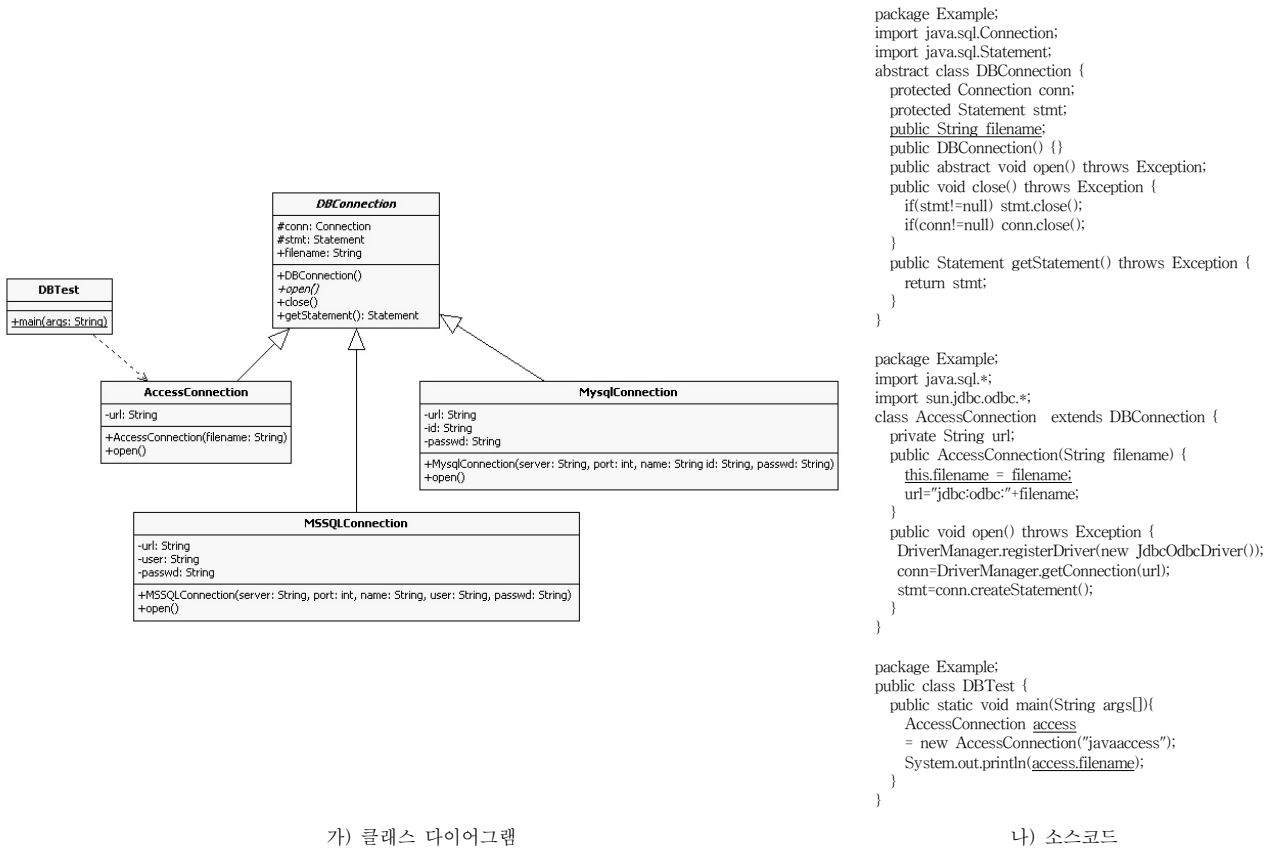 DBConnection
#conn: Connection
#stmt: Statement
+filename: String
+DBConnection()
+open()
+close()
+getStatement(): Statement
DBTest
+main(args: String)
AccessConnection
-url: String
+AccessConnection(filename: String)
+open()
MysqlConnection
-url: String
-id: String
-passwd: String
+MysqlConnection(server: String, port: int, name: String id: String, passwd: String)
+open()
MSSQLConnection
-url: String
-user: String
-passwd: String
+MSSQLConnection(server: String, port: int, name: String, user: String, passwd: String)
+open()
가) 클래스 다이어그램
package Example;
import java.sql.Connection;
import java.sql.Statement;
abstract class DBConnection {
protected Connection conn;
protected Statement stmt;
public String filename;
public DBConnection() {}
public abstract void open() throws Exception;
public void close() throws Exception {
if(stmt!=null) stmt.close();
if(conn!=null) conn.close();
}
public Statement getStatement() throws Exception {
return stmt;
}
}
package Example;
import java.sql.*;
import sun.jdbc.odbc.*;
class AccessConnection extends DBConnection {
private String url;
public AccessConnection(String filename) {
this.filename = filename;
url="jdbc:odbc:"+filename;
}
public void open() throws Exception {
DriverManager.registerDriver(new JdbcOdbcDriver());
conn=DriverManager.getConnection(url);
stmt=conn.createStatement();
}
}
package Example;
public class DBTest {
public static void main(String args[]){
AccessConnection access
= new AccessConnection("javaaccess");
System.out.println(access.filename);
}
}
나) 소스코드